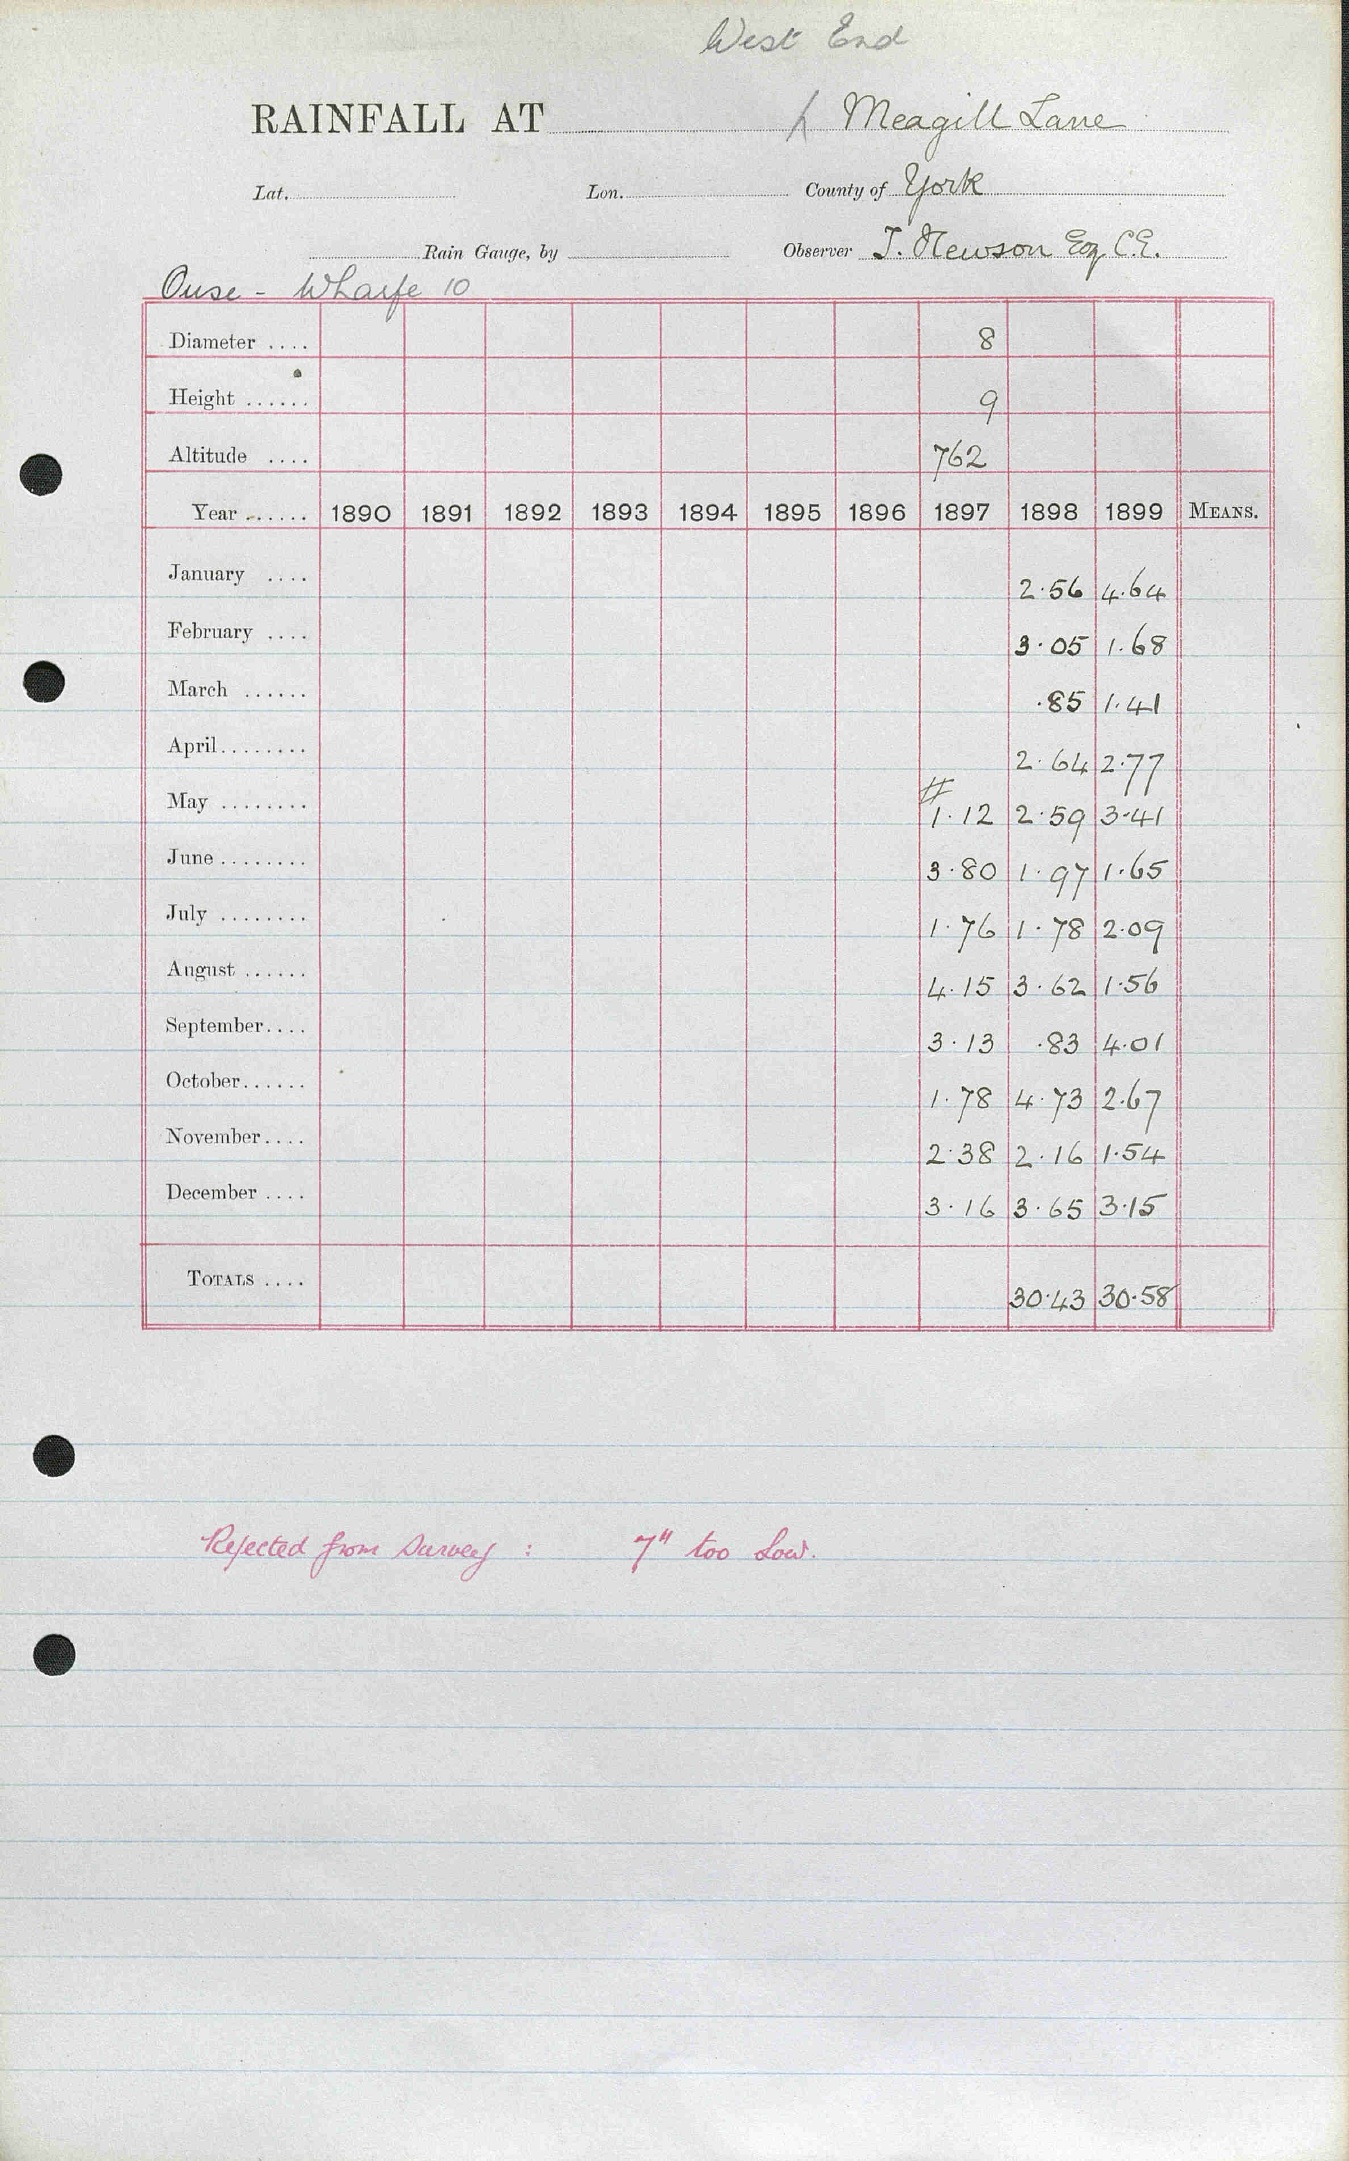 West End
RAINFALL AT Meagill Lane
Lat. Lon. County of York
Rain Gauge, by Observer T. Newson Esq. C.E.
Ouse - Wharfe 10
Diameter .... 8
Height ...... 9
Altitude .... 762
Year ...... 1890 1891 1892 1893 1894 1895 1896 1897 1898 1899 MEANS.
January .... 2.56 4.64
February .... 3.05 1.68
March ...... .85 1.41
April........ 2.64 2.77
May ........ # 1.12 2.59 3.41
June ........ 3.80 1.97 1.65
July ........ 1.76 1.78 2.09
August ...... 4.15 3.62 1.56
September.... 3.13 .83 4.01
October...... 1.78 4.73 2.67
November.... 2.38 2.16 1.54
December .... 3.16 3.65 3.15
TOTALS .... 30.43 30.58
Rejected from Survey : 7" too low.